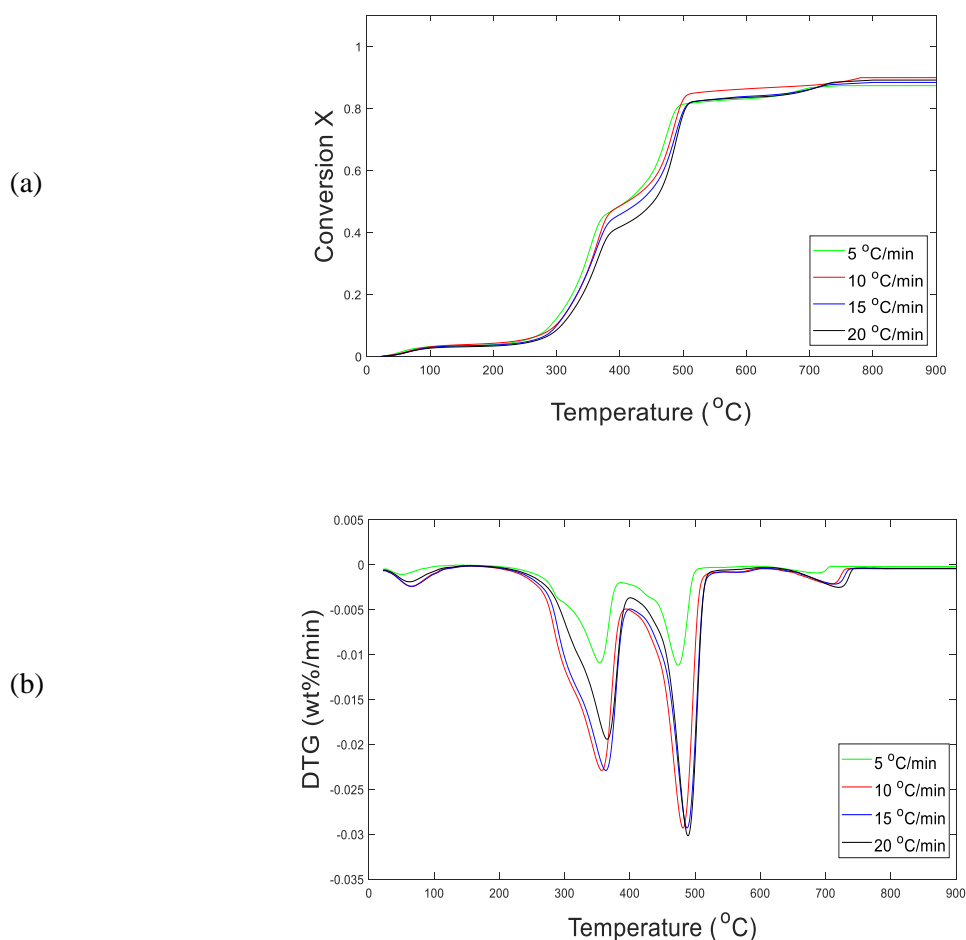 (a)
Conversion X
1
0.8
0.6
0.4
0.2
0
0 100 200 300 400 500 600 700 800 900
Temperature (°C)
5 °C/min
10 °C/min
15 °C/min
20 °C/min
(b)
DTG (wt%/min)
0.005
0
-0.005
-0.01
-0.015
-0.02
-0.025
-0.03
-0.035
0 100 200 300 400 500 600 700 800 900
Temperature (°C)
5 °C/min
10 °C/min
15 °C/min
20 °C/min